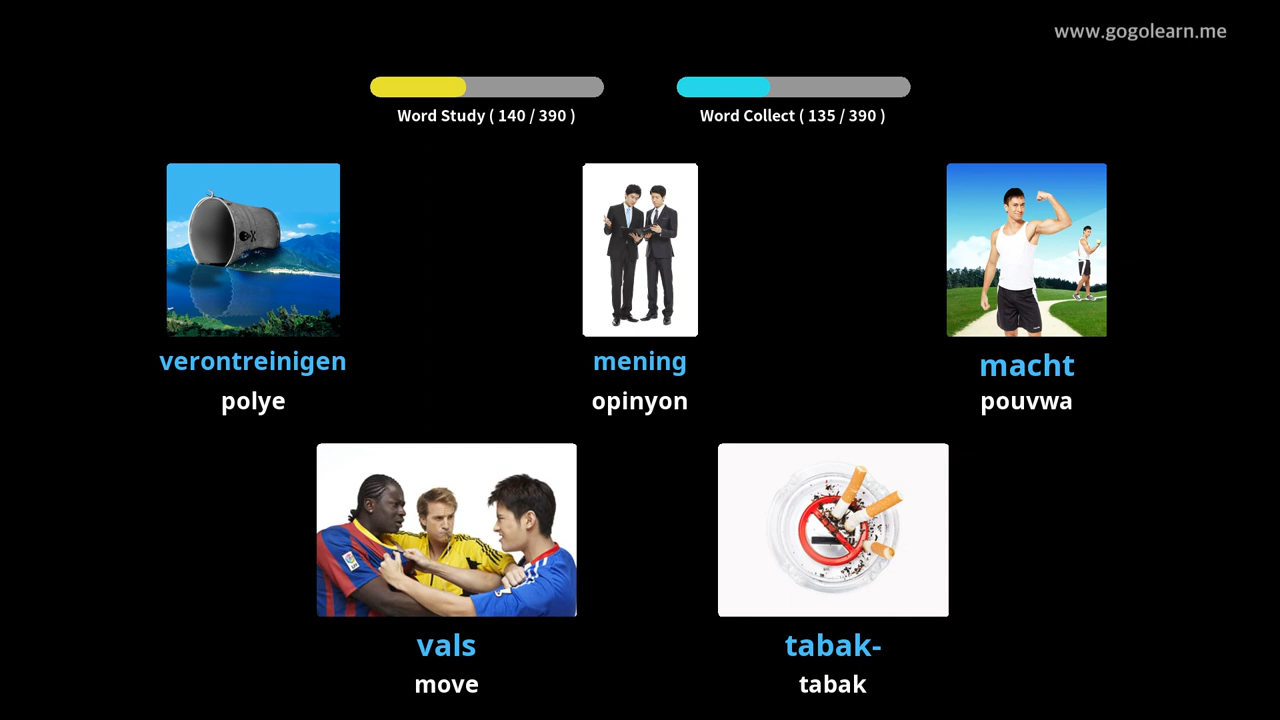 www.gogolearn.me
Word Study ( 140 / 390 )
Word Collect ( 135 / 390 )
verontreinigen
polye
mening
opinyon
macht
pouvwa
vals
move
tabak-
tabak